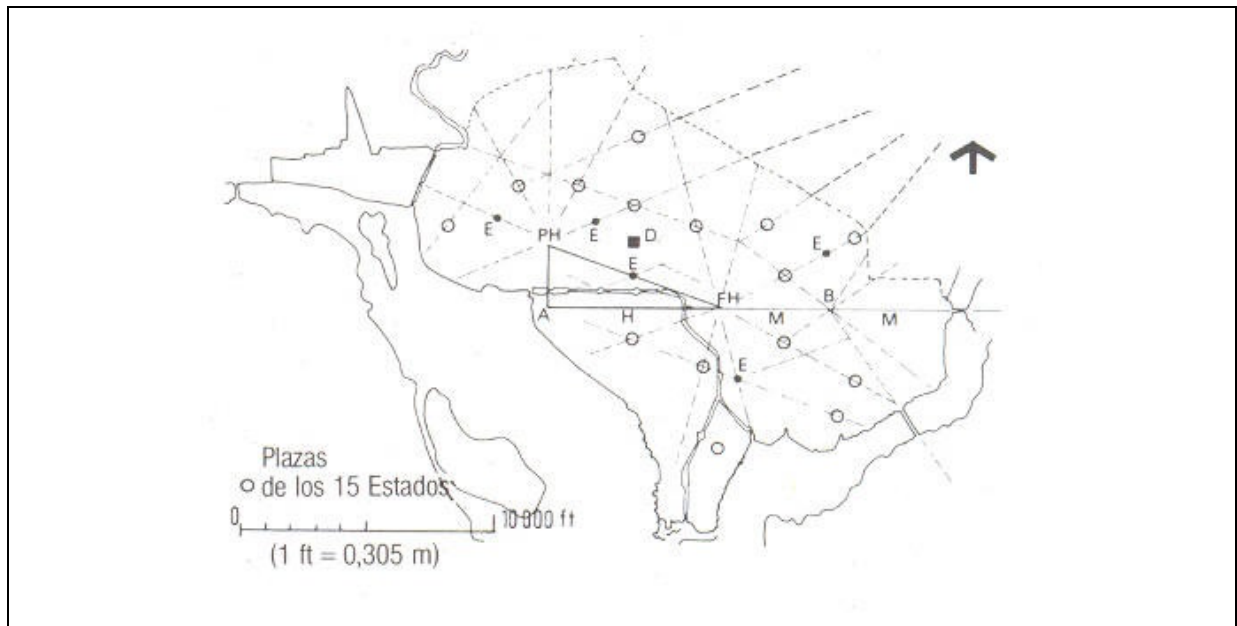 E
PH
E
D
E
E
A
H
FH
M
B
M
E
Plazas
○ de los 15 Estados
0
10 000 ft
(1 ft = 0,305 m)